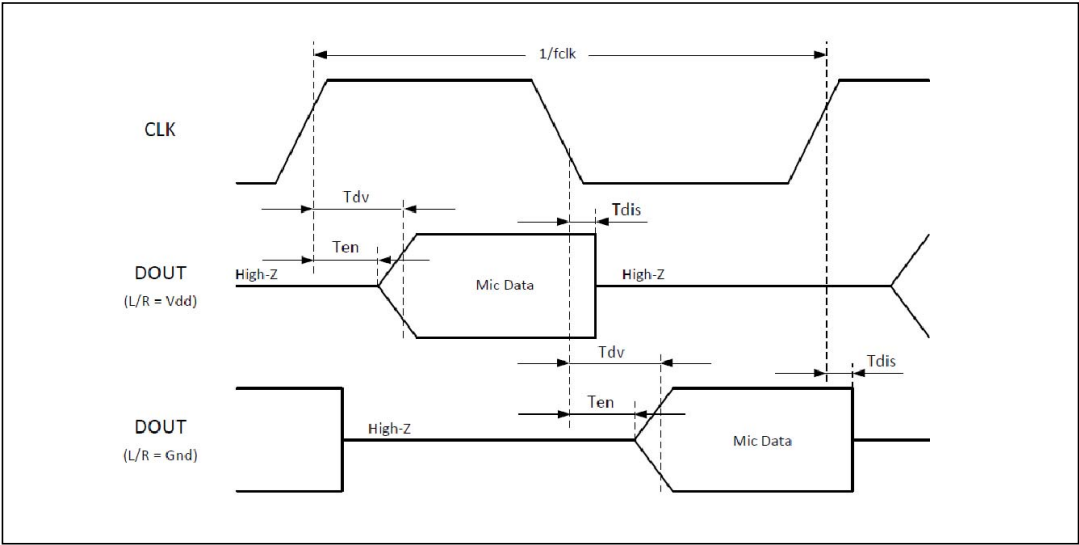 1/fclk
CLK
Tdv
Tdis
Ten
DOUT
(L/R = Vdd)
High-Z
Mic Data
High-Z
Tdv
Tdis
Ten
DOUT
(L/R = Gnd)
High-Z
Mic Data